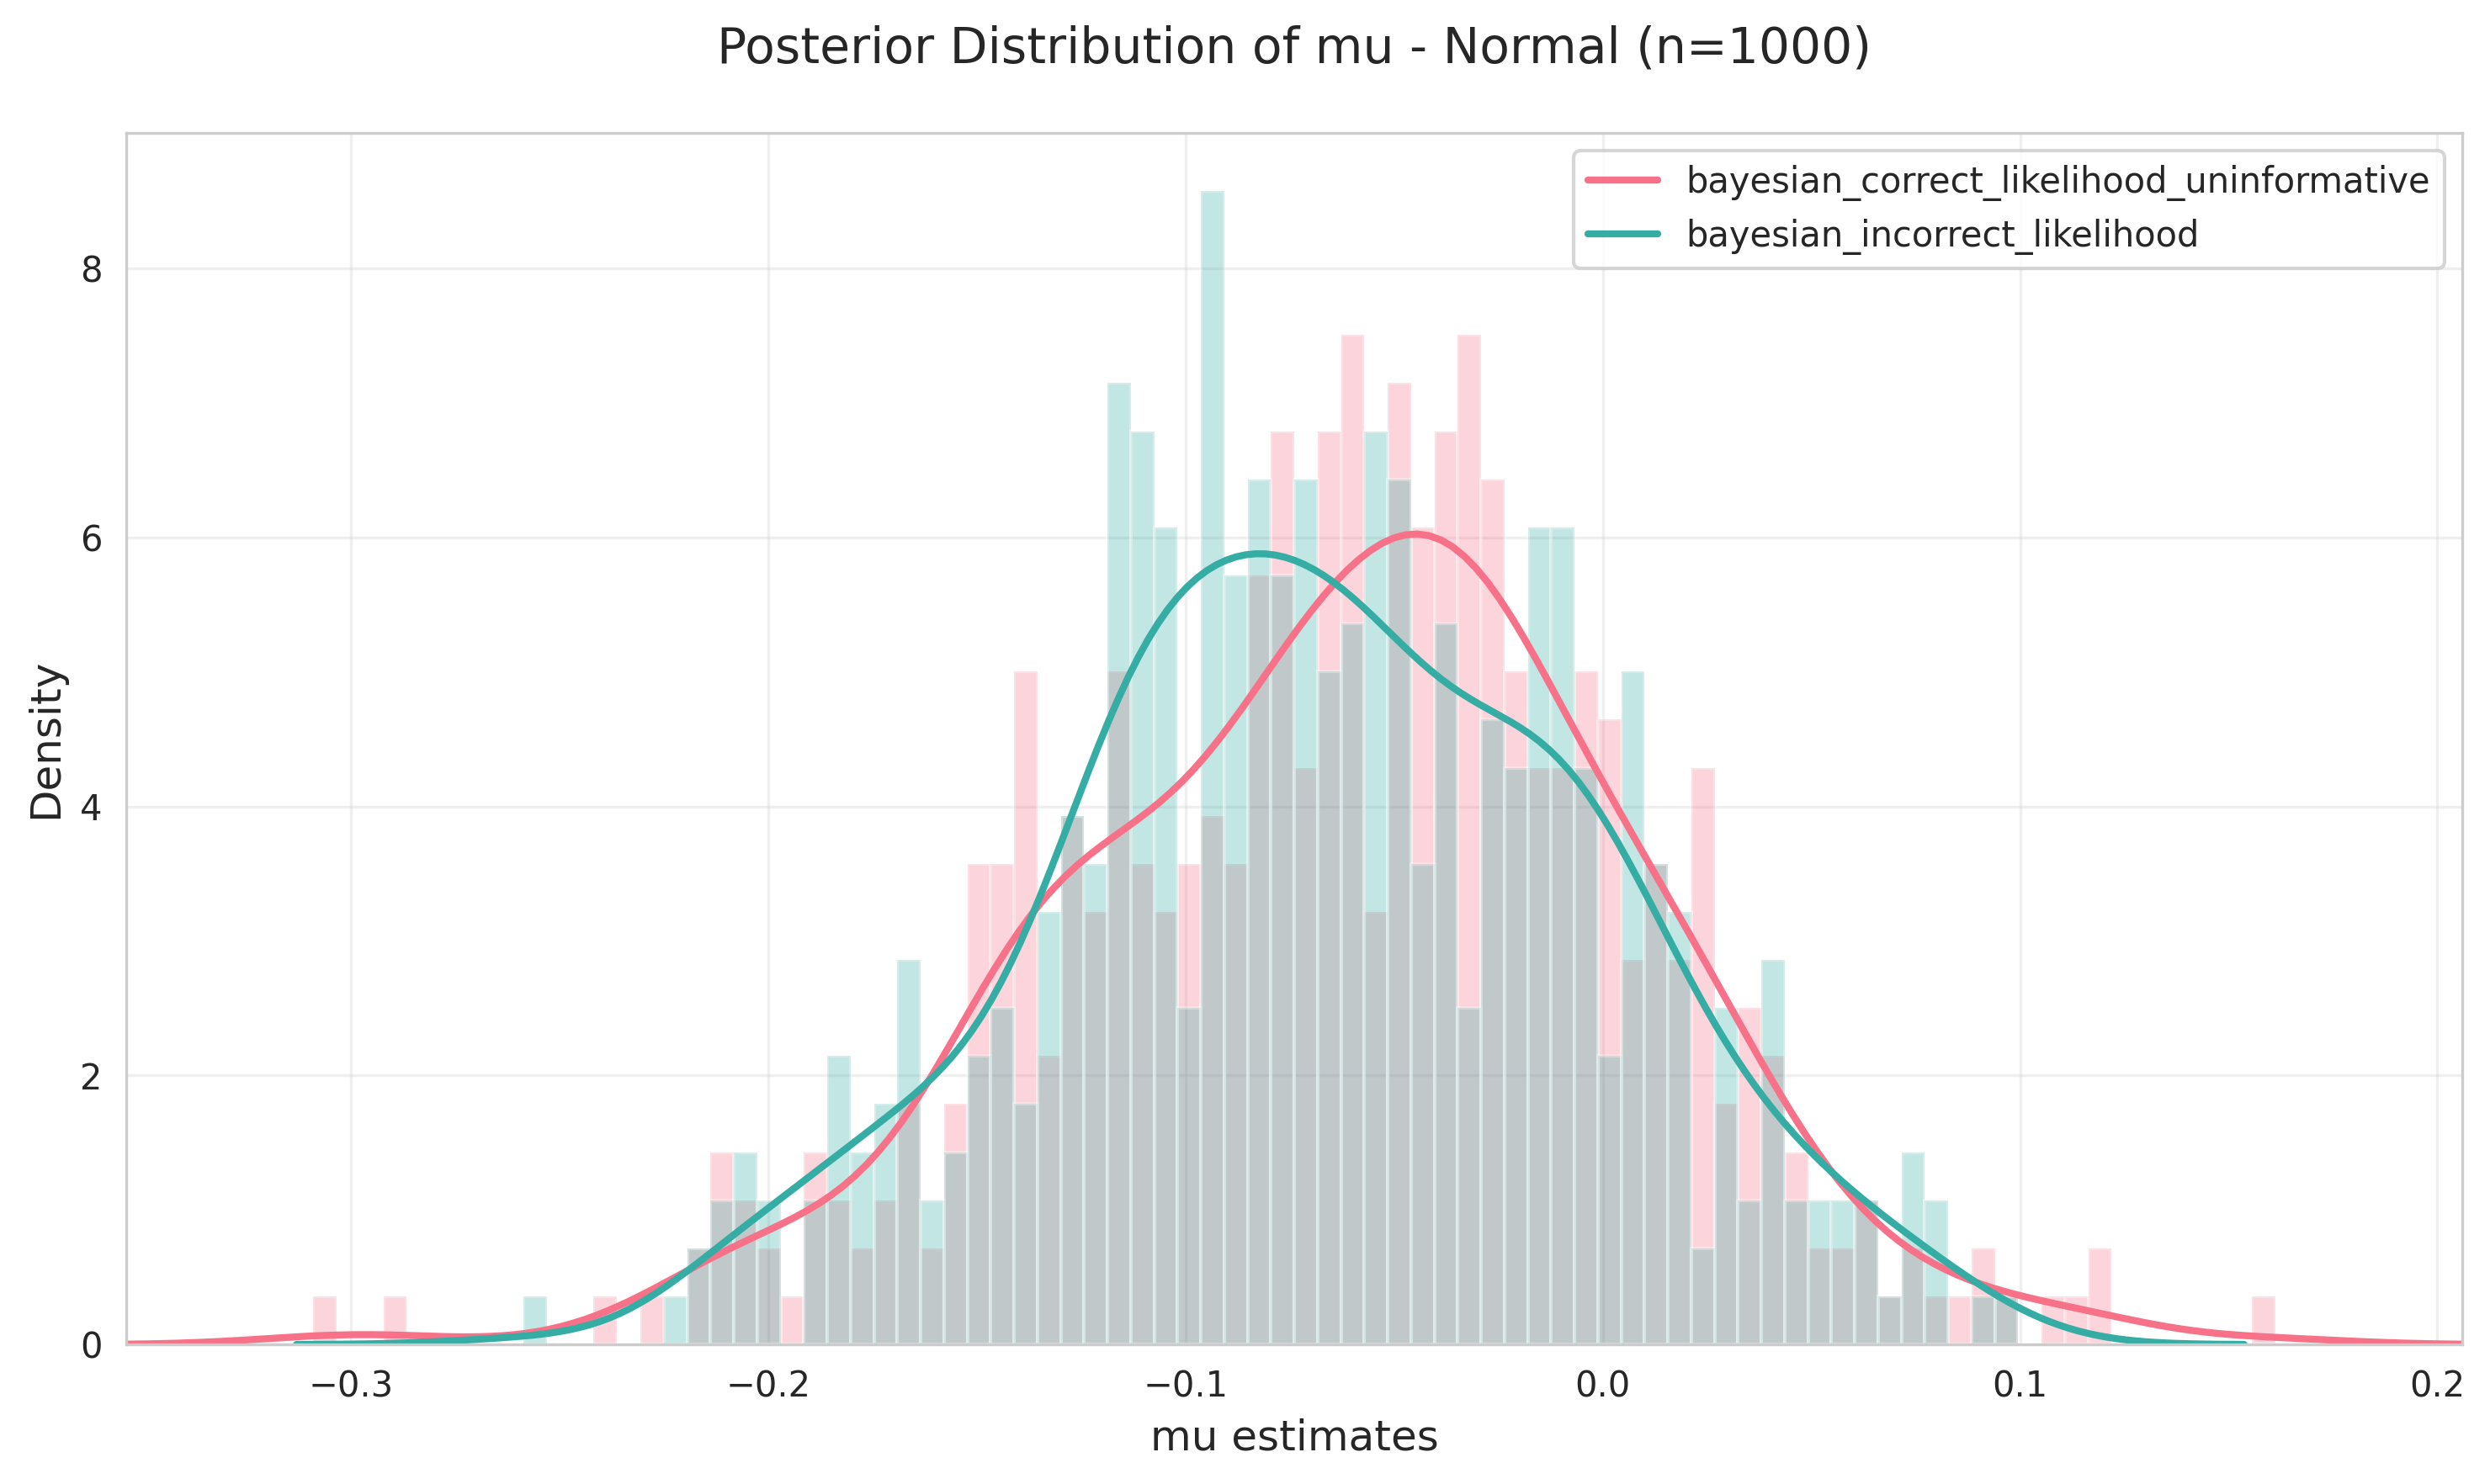 Posterior Distribution of mu - Normal (n=1000)
bayesian_correct_likelihood_uninformative
bayesian_incorrect_likelihood
Density
8
6
4
2
0
−0.3
−0.2
−0.1
0.0
0.1
0.2
mu estimates